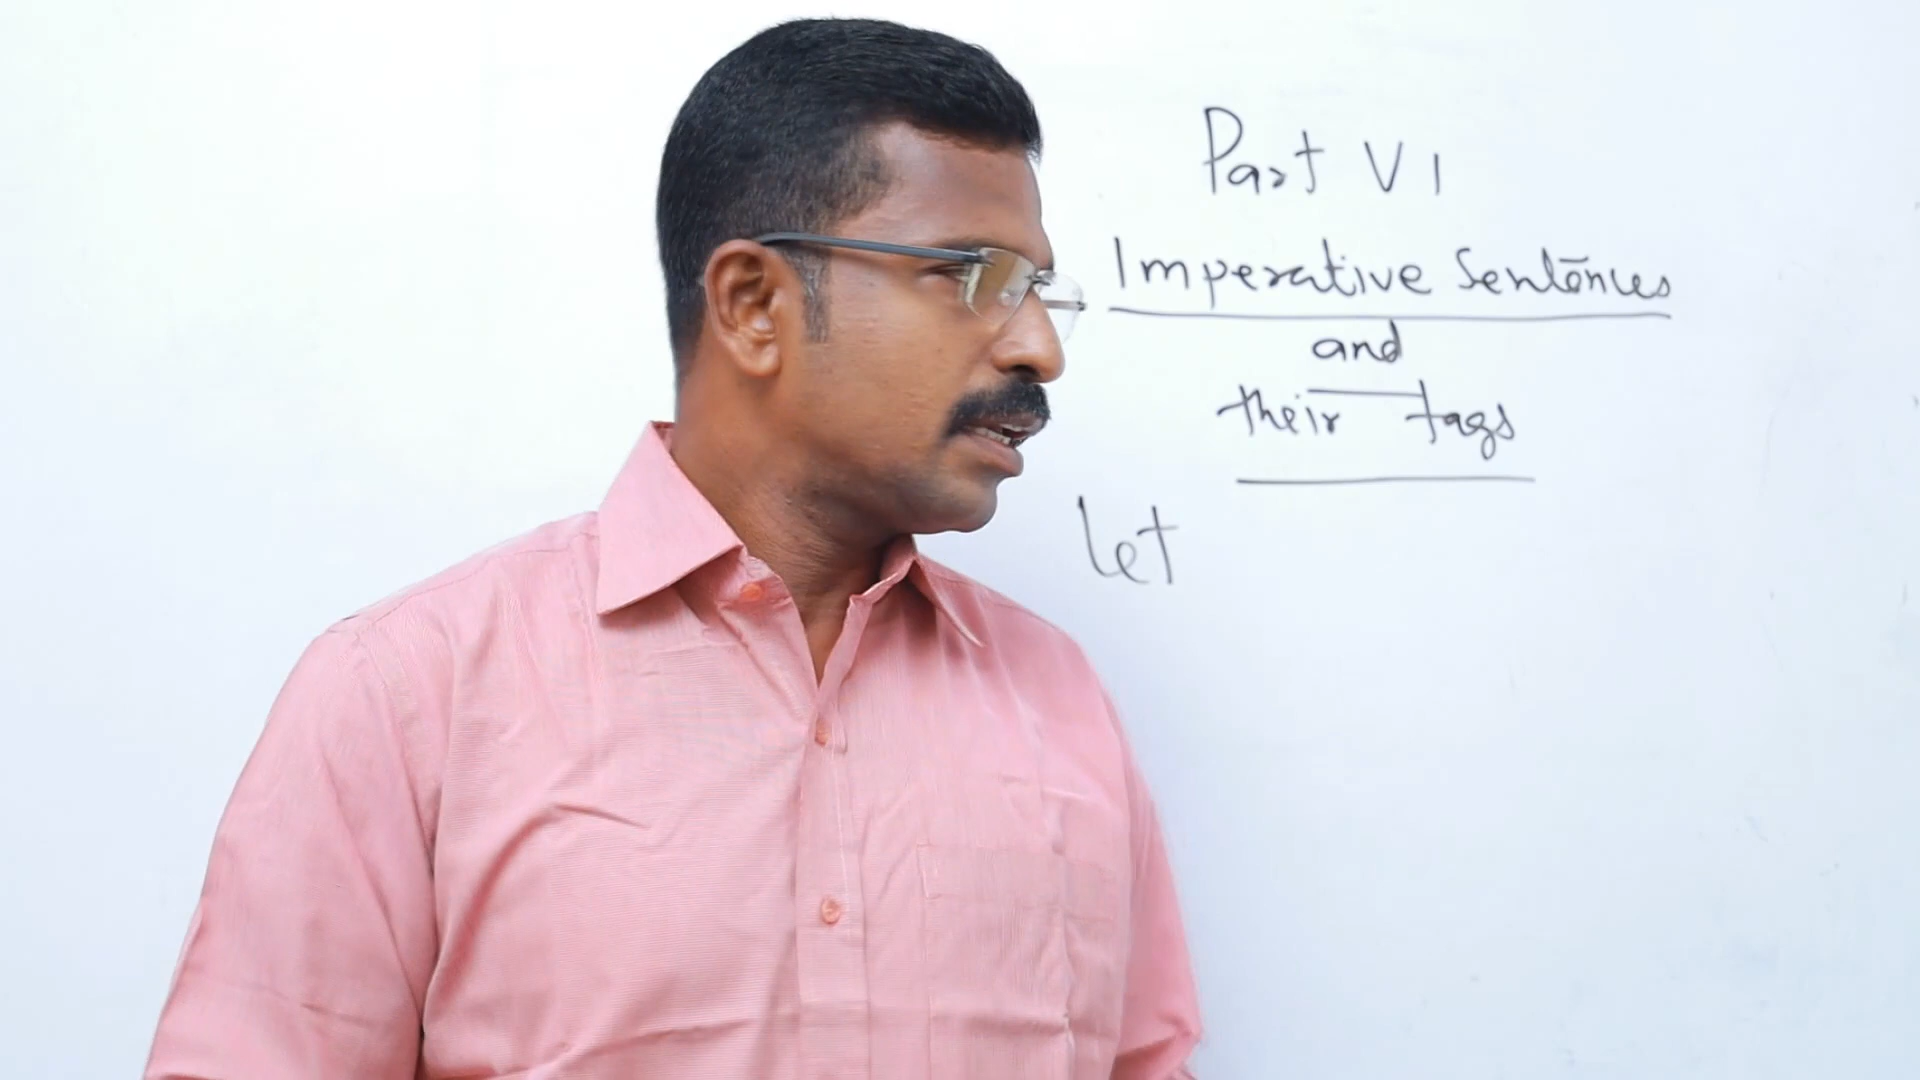 Part VI
Imperative Sentences
and
their tags
Let